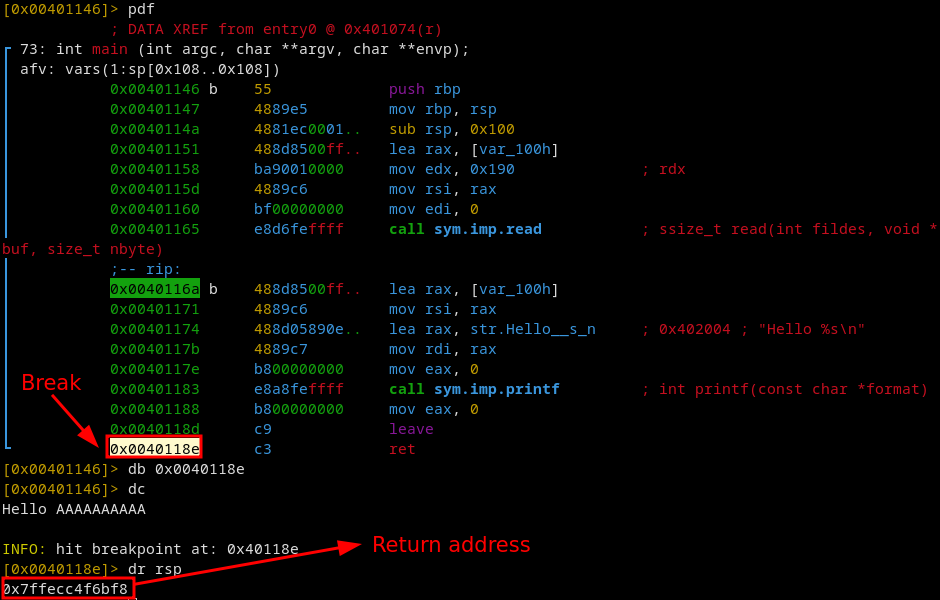 [0x00401146]> pdf
; DATA XREF from entry0 @ 0x401074(r)
73: int main (int argc, char **argv, char **envp);
afv: vars(1:sp[0x108..0x108])
0x00401146 b 55 push rbp
0x00401147 4889e5 mov rbp, rsp
0x0040114a 4881ec0001.. sub rsp, 0x100
0x00401151 488d8500ff.. lea rax, [var_100h]
0x00401158 ba90010000 mov edx, 0x190 ; rdx
0x0040115d 4889c6 mov rsi, rax
0x00401160 bf00000000 mov edi, 0
0x00401165 e8d6feffff call sym.imp.read ; ssize_t read(int fildes, void *
buf, size_t nbyte)
;-- rip:
0x0040116a b 488d8500ff.. lea rax, [var_100h]
0x00401171 4889c6 mov rsi, rax
0x00401174 488d05890e.. lea rax, str.Hello__s_n ; 0x402004 ; "Hello %s\n"
0x0040117b 4889c7 mov rdi, rax
0x0040117e b800000000 mov eax, 0
0x00401183 e8a8feffff call sym.imp.printf ; int printf(const char *format)
Break
0x00401188 b800000000 mov eax, 0
0x0040118d c9 leave
0x0040118e c3 ret
[0x00401146]> db 0x0040118e
[0x00401146]> dc
Hello AAAAAAAAAA
INFO: hit breakpoint at: 0x40118e
Return address
[0x0040118e]> dr rsp
0x7ffecc4f6bf8